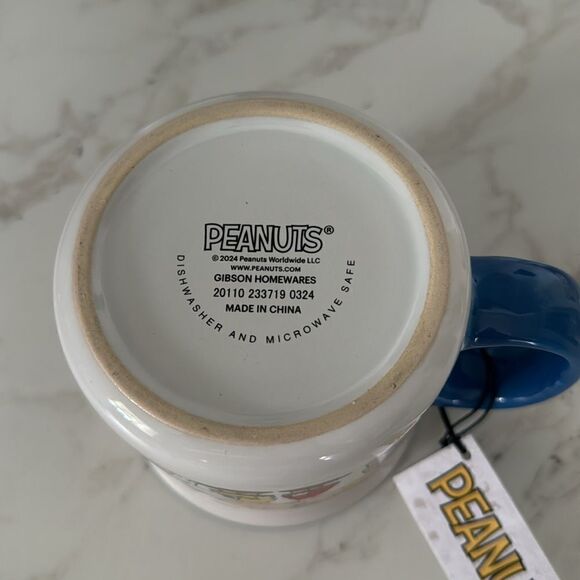 PEANUTS®
© 2024 Peanuts Worldwide LLC
WWW.PEANUTS.COM
GIBSON HOMEWARES
20110 233719 0324
MADE IN CHINA
DISHWASHER AND MICROWAVE SAFE
PEAN